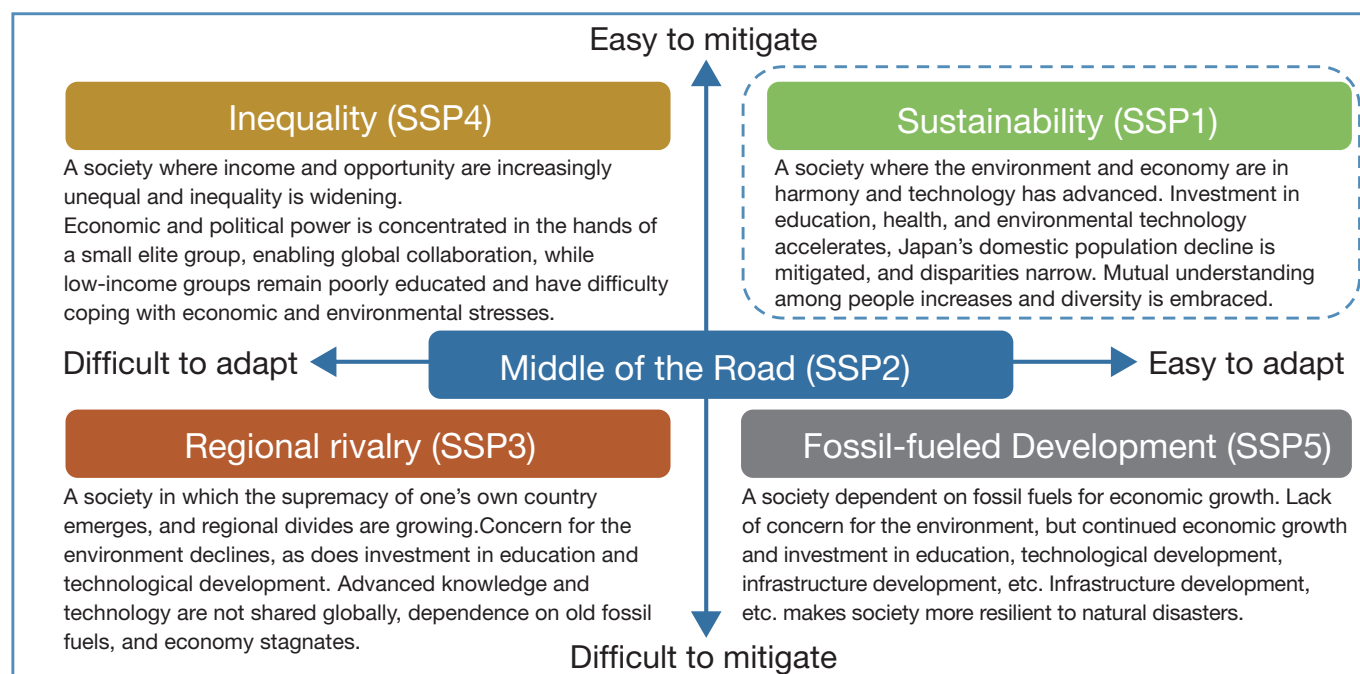 Easy to mitigate
Inequality (SSP4)
A society where income and opportunity are increasingly
unequal and inequality is widening.
Economic and political power is concentrated in the hands of
a small elite group, enabling global collaboration, while
low-income groups remain poorly educated and have difficulty
coping with economic and environmental stresses.
Sustainability (SSP1)
A society where the environment and economy are in
harmony and technology has advanced. Investment in
education, health, and environmental technology
accelerates, Japan's domestic population decline is
mitigated, and disparities narrow. Mutual understanding
among people increases and diversity is embraced.
Difficult to adapt
Middle of the Road (SSP2)
Easy to adapt
Regional rivalry (SSP3)
A society in which the supremacy of one's own country
emerges, and regional divides are growing.Concern for the
environment declines, as does investment in education and
technological development. Advanced knowledge and
technology are not shared globally, dependence on old fossil
fuels, and economy stagnates.
Fossil-fueled Development (SSP5)
A society dependent on fossil fuels for economic growth. Lack
of concern for the environment, but continued economic growth
and investment in education, technological development,
infrastructure development, etc. Infrastructure development,
etc. makes society more resilient to natural disasters.
Difficult to mitigate